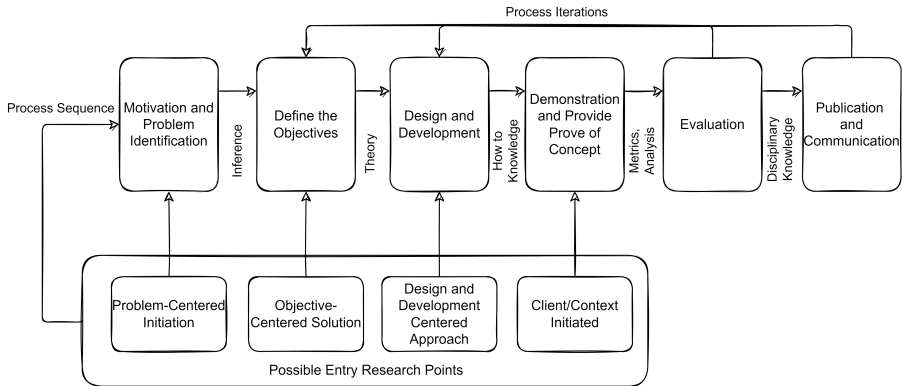 Process Iterations
Process Sequence
Motivation and
Problem
Identification
Inference
Define the
Objectives
Theory
Design and
Development
How to
Knowledge
Demonstration
and Provide
Prove of
Concept
Metrics,
Analysis
Evaluation
Disciplinary
Knowledge
Publication
and
Communication
Problem-Centered
Initiation
Objective-
Centered Solution
Design and
Development
Centered
Approach
Client/Context
Initiated
Possible Entry Research Points